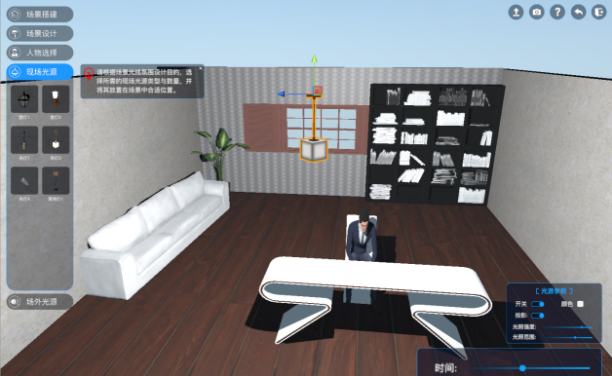 场景搭建
场景设计
人物选择
现场光源
请根据场景光线氛围设计目的，选
择所需的现场光源类型与数量，并
将其放置在场景中合适位置。
场外光源
[ 光源参数 ]
开关
颜色
投影:
光照强度:
光照范围:
时间: